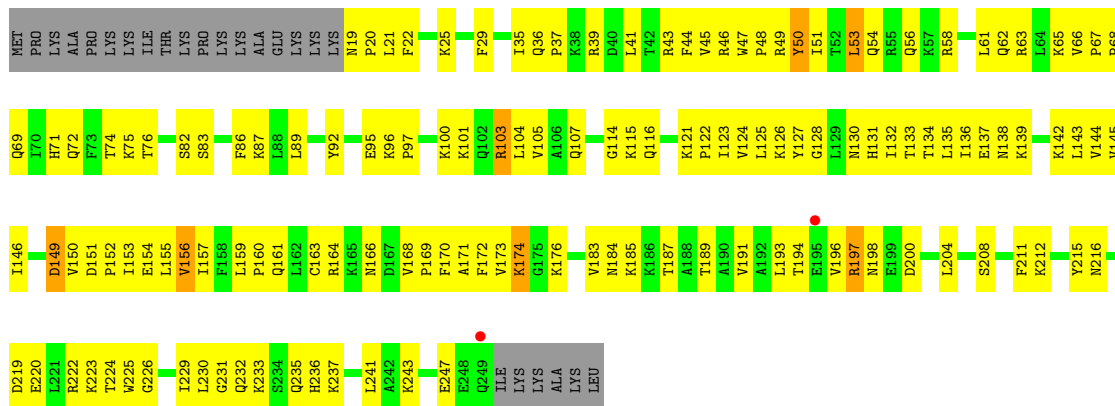 MET PRO LYS ALA PRO LYS LYS ILE THR LYS PRO LYS LYS ALA GLU LYS LYS LYS N19 P20 L21 F22 K25 F29 I35 Q36 P37 K38 R39 D40 L41 T42 R43 F44 V45 R46 W47 P48 R49 Y50 I51 T52 L53 Q54 R55 Q56 K57 R58 L61 Q62 R63 L64 K65 V66 P67 P68
Q69 I70 H71 Q72 F73 T74 K75 T76 S82 S83 F86 K87 L88 L89 Y92 E95 K96 P97 K100 K101 Q102 R103 L104 V105 A106 Q107 G114 K115 Q116 K121 P122 I123 V124 L125 K126 Y127 G128 L129 N130 H131 I132 T133 T134 L135 I136 E137 N138 K139 K142 L143 V144 V145
I146 D149 V150 D151 P152 I153 E154 L155 V156 I157 F158 L159 P160 Q161 L162 C163 R164 K165 N166 D167 V168 P169 F170 A171 F172 V173 K174 G175 K176 V183 N184 K185 K186 T187 A188 T189 A190 V191 A192 L193 T194 E195 V196 R197 N198 E199 D200 L204 S208 F211 K212 Y215 N216
D219 E220 L221 R222 K223 T224 W225 G226 I229 L230 G231 Q232 K233 S234 Q235 H236 K237 L241 A242 K243 E247 E248 Q249 ILE LYS LYS ALA LYS LEU